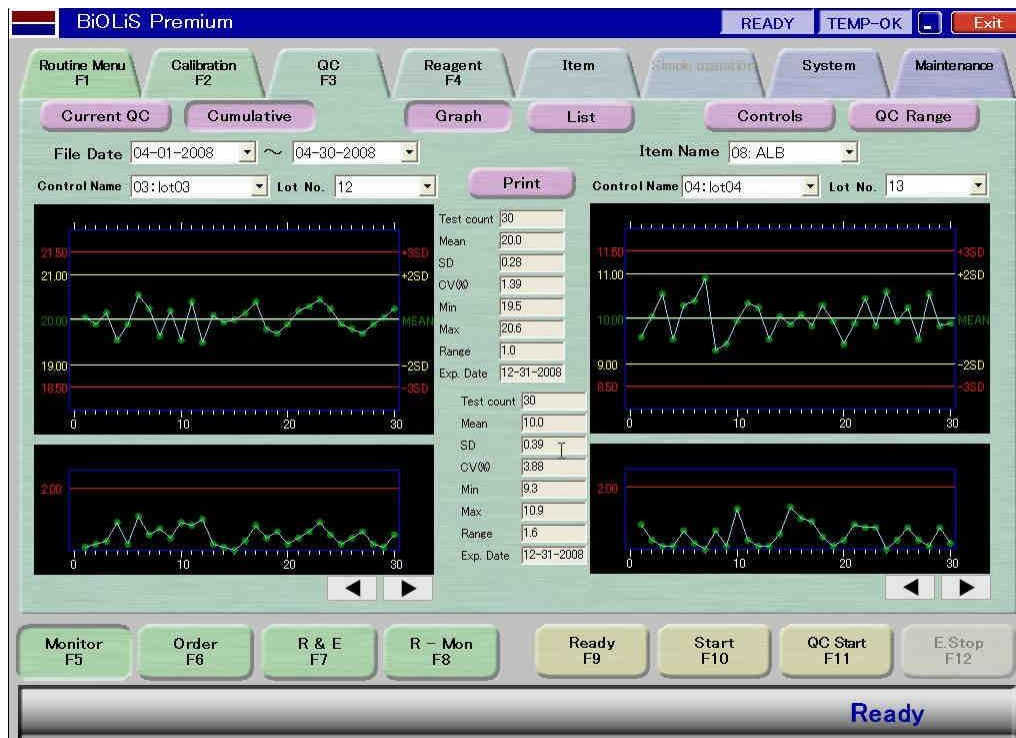 BiOLiS Premium READY TEMP-OK - Exit
Routine Menu F1 Calibration F2 QC F3 Reagent F4 Item Simple operation System Maintenance
Current QC Cumulative Graph List Controls QC Range
File Date 04-01-2008 ~ 04-30-2008 Item Name 08: ALB
Control Name 03: lot03 Lot No. 12 Print Control Name 04: lot04 Lot No. 13
Test count 30
Mean 20.0
SD 0.28
CV(%) 1.39
Min 19.5
Max 20.6
Range 1.0
Exp. Date 12-31-2008
21.50 +3SD
21.00 +2SD
20.00 MEAN
19.00 -2SD
18.50 -3SD
0 10 20 30
11.50 +3SD
11.00 +2SD
10.00 MEAN
9.00 -2SD
8.50 -3SD
0 10 20 30
Test count 30
Mean 10.0
SD 0.39
CV(%) 3.88
Min 9.3
Max 10.9
Range 1.6
Exp. Date 12-31-2008
2.00
0 10 20 30
2.00
0 10 20 30
Monitor F5 Order F6 R & E F7 R - Mon F8 Ready F9 Start F10 QC Start F11 E.Stop F12
Ready